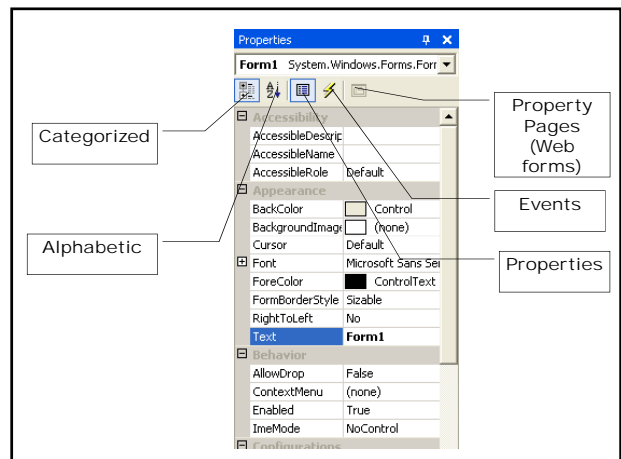 Properties
Form1 System.Windows.Forms.For
Categorized
Alphabetic
Property
Pages
(Web
forms)
Events
Properties
Accessibility
AccessibleDescrip
AccessibleName
AccessibleRole Default
Appearance
BackColor Control
BackgroundImage (none)
Cursor Default
Font Microsoft Sans Ser
ForeColor ControlText
FormBorderStyle Sizable
RightToLeft No
Text Form1
Behavior
AllowDrop False
ContextMenu (none)
Enabled True
ImeMode NoControl
Configurations